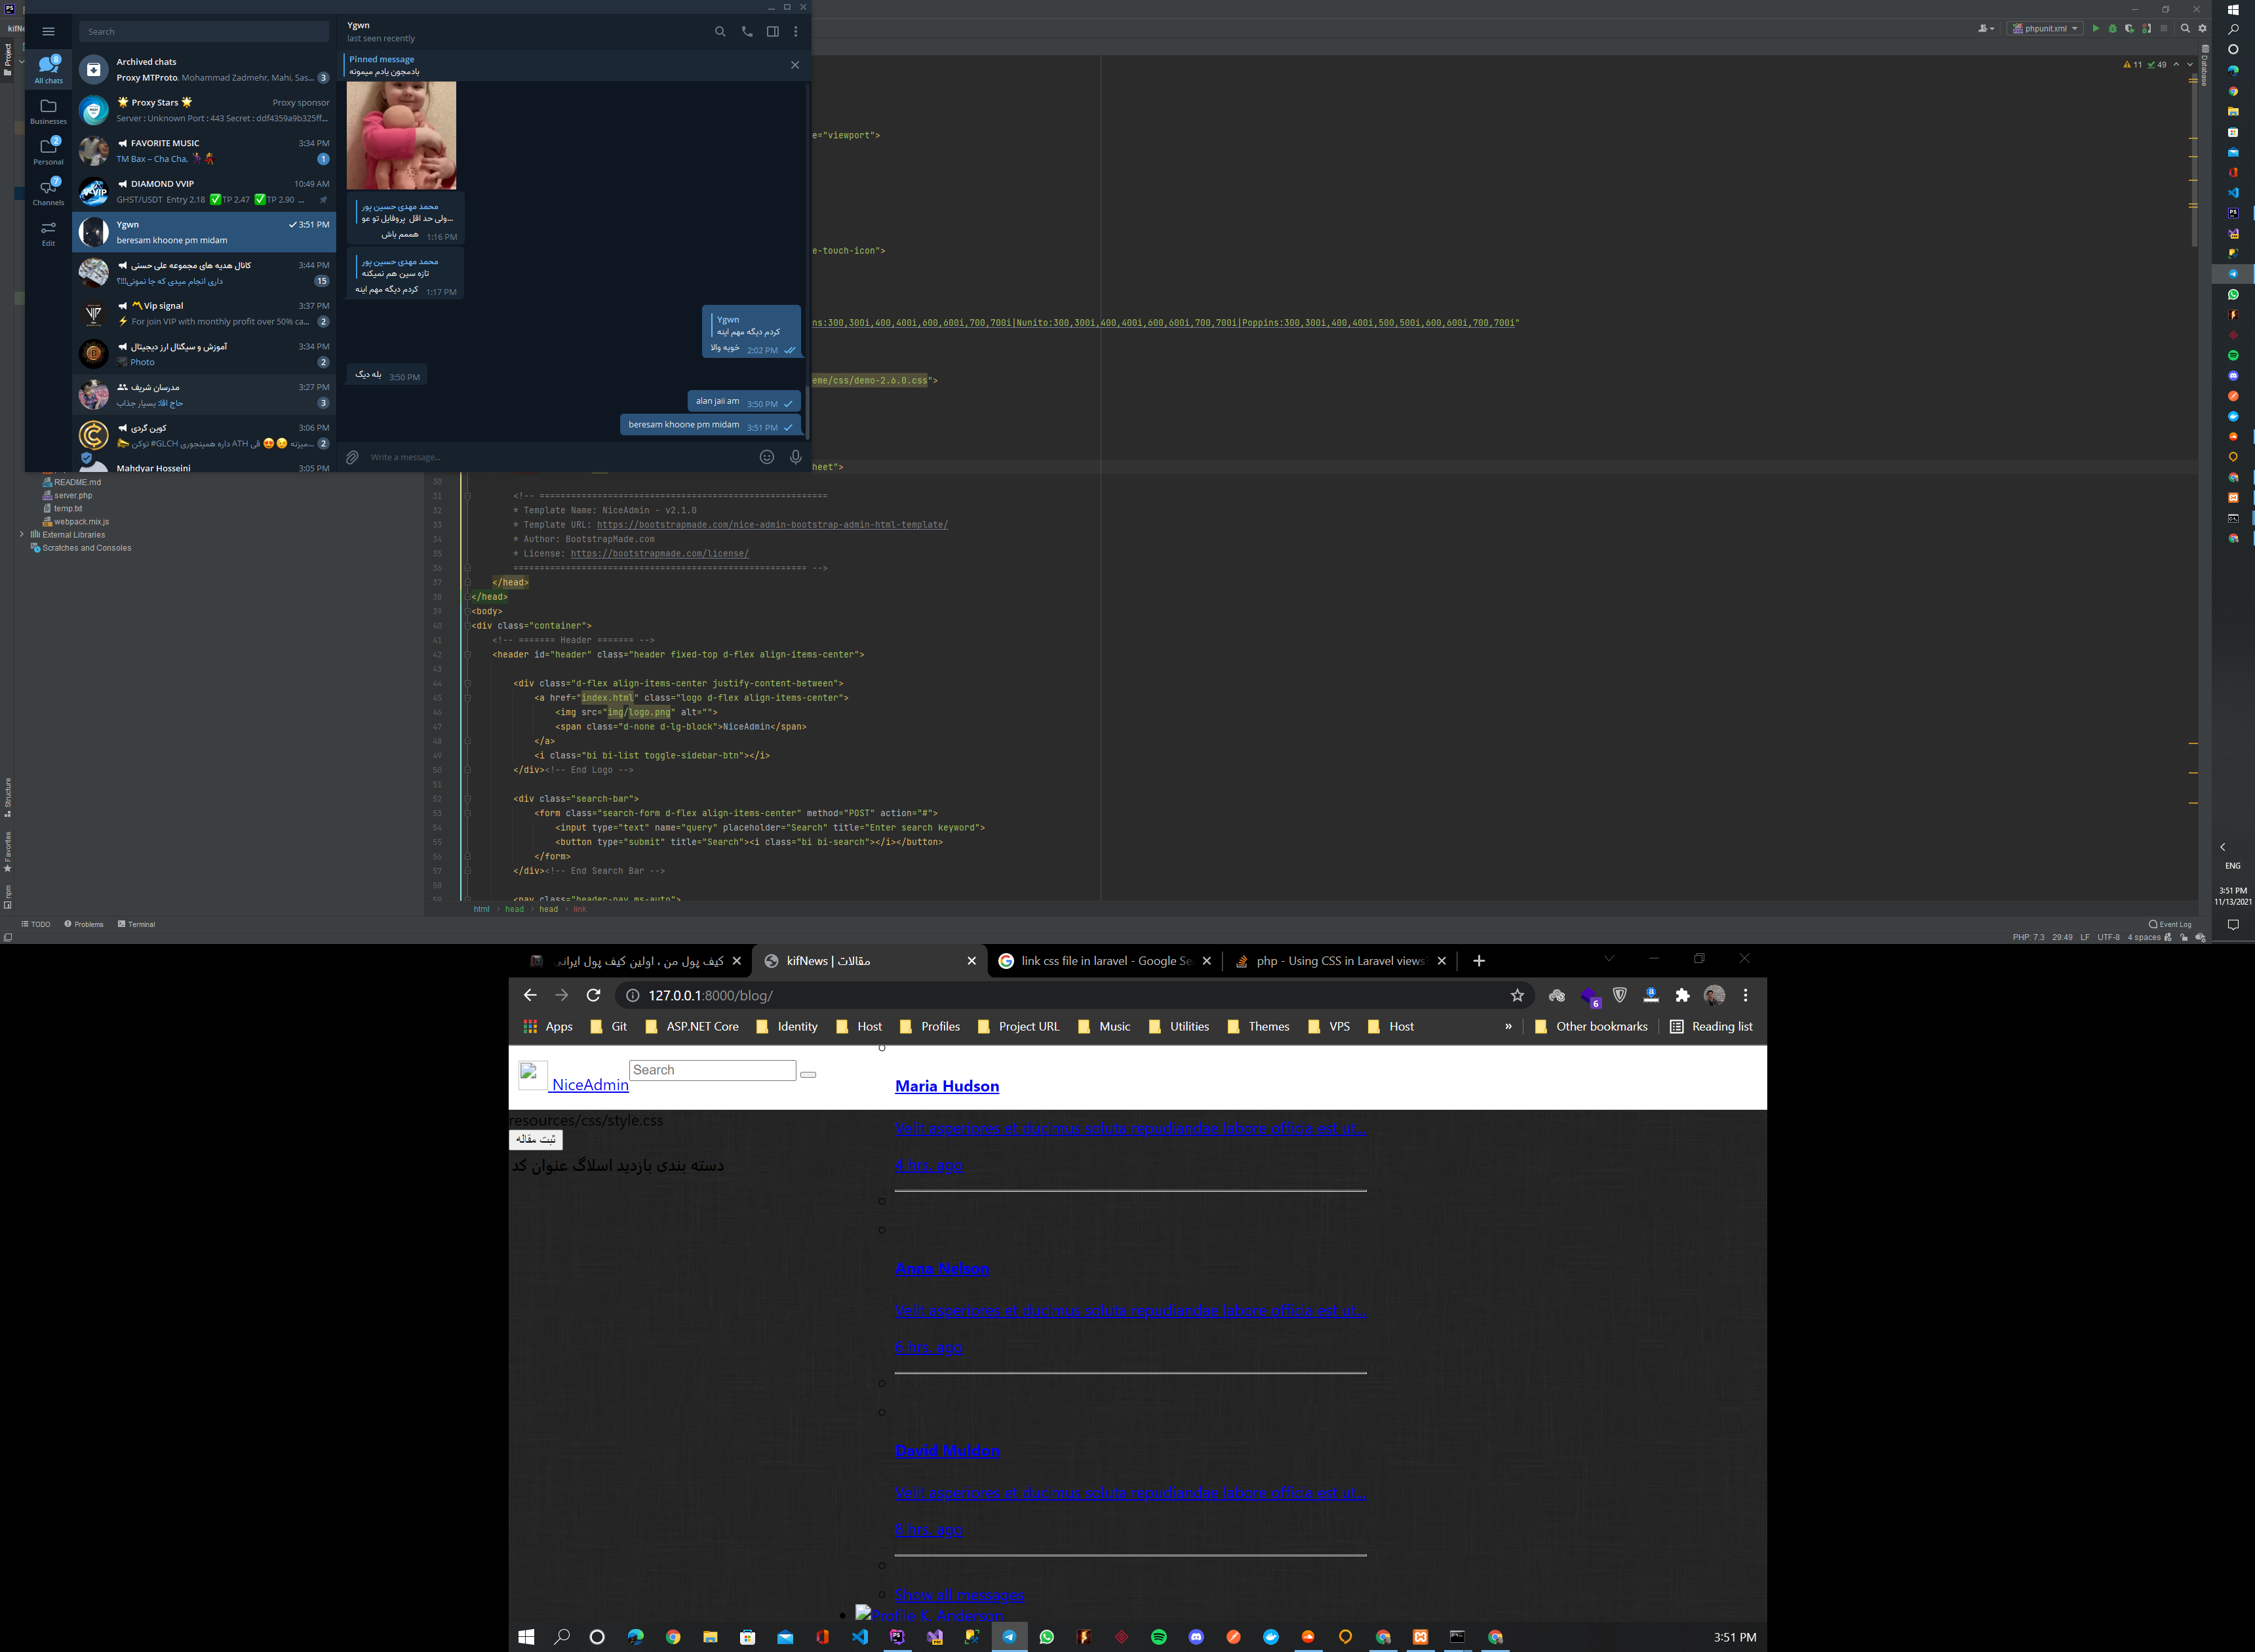 Search
Archived chats
Proxy MTProto, Mohammad Zadmehr, Mahi, Sas... 3
All chats
8
Proxy Stars Proxy sponsor
Server : Unknown Port : 443 Secret : ddf4359a9b325ff...
Businesses
FAVORITE MUSIC 3:34 PM
TM Bax – Cha Cha, 1
Personal
2
DIAMOND VVIP 10:49 AM
GHST/USDT Entry 2.18 ✅TP 2.47 ✅TP 2.90 ...
Channels
7
Ygwn 3:51 PM
beresam khoone pm midam
Edit
کانال هدیه های مجموعه علی حسنی 3:44 PM
داری انجام میدی که جا نمونی!!!؟ 15
Vip signal 3:37 PM
⚡ For join VIP with monthly profit over 50% ca... 2
آموزش و سیگنال ارز دیجیتال 3:34 PM
Photo 2
مدرسان شریف 3:27 PM
حاج اقا: بسیار جذاب 3
کوین گردی 3:06 PM
توکن #GLCH داره همینجوری ATH قی میزنه... 2
Mahdyar Hosseini 3:05 PM
Ygwn
last seen recently
Pinned message
بادمجون یادم میمونه
محمد مهدی حسین پور
ولی حد اقل پروفایل تو عو...
هممم باش 1:16 PM
محمد مهدی حسین پور
تازه سین هم نمیکنه
کردم دیگه مهم اینه 1:17 PM
Ygwn
کردم دیگه مهم اینه
خوبه والا 2:02 PM
بله دیگ 3:50 PM
alan jaii am 3:50 PM
beresam khoone pm midam 3:51 PM
Write a message...
phpunit.xml
11 49
Project
Database
e="viewport">
e-touch-icon">
ns:300,300i,400,400i,600,600i,700,700i|Nunito:300,300i,400,400i,600,600i,700,700i|Poppins:300,300i,400,400i,500,500i,600,600i,700,700i"
eme/css/demo-2.6.0.css">
heet">
README.md
server.php
temp.txt
webpack.mix.js
External Libraries
Scratches and Consoles
30
31 <!-- =======================================================
32 * Template Name: NiceAdmin - v2.1.0
33 * Template URL: https://bootstrapmade.com/nice-admin-bootstrap-admin-html-template/
34 * Author: BootstrapMade.com
35 * License: https://bootstrapmade.com/license/
36 ======================================================== -->
37 </head>
38 </head>
39 <body>
40 <div class="container">
41 <!-- ======= Header ======= -->
42 <header id="header" class="header fixed-top d-flex align-items-center">
43
44 <div class="d-flex align-items-center justify-content-between">
45 <a href="index.html" class="logo d-flex align-items-center">
46 <img src="img/logo.png" alt="">
47 <span class="d-none d-lg-block">NiceAdmin</span>
48 </a>
49 <i class="bi bi-list toggle-sidebar-btn"></i>
50 </div><!-- End Logo -->
51
52 <div class="search-bar">
53 <form class="search-form d-flex align-items-center" method="POST" action="#">
54 <input type="text" name="query" placeholder="Search" title="Enter search keyword">
55 <button type="submit" title="Search"><i class="bi bi-search"></i></button>
56 </form>
57 </div><!-- End Search Bar -->
58
59 <nav class="header-nav ms-auto">
Structure
Favorites
npm
html > head > head > link
TODO Problems Terminal Event Log
PHP: 7.3 29:49 LF UTF-8 4 spaces
ENG
3:51 PM
11/13/2021
کیف پول من ، اولین کیف پول ایرانی
kifNews | مقالات
link css file in laravel - Google Se
php - Using CSS in Laravel views
127.0.0.1:8000/blog/
6
Apps Git ASP.NET Core Identity Host Profiles Project URL Music Utilities Themes VPS Host » Other bookmarks Reading list
NiceAdmin Search
Maria Hudson
resources/css/style.css
Velit asperiores et ducimus soluta repudiandae labore officia est ut...
ثبت مقاله
4 hrs. ago
دسته بندی بازدید اسلاگ عنوان کد
Anna Nelson
Velit asperiores et ducimus soluta repudiandae labore officia est ut...
6 hrs. ago
David Muldon
Velit asperiores et ducimus soluta repudiandae labore officia est ut...
8 hrs. ago
Show all messages
Profile K. Anderson
3:51 PM